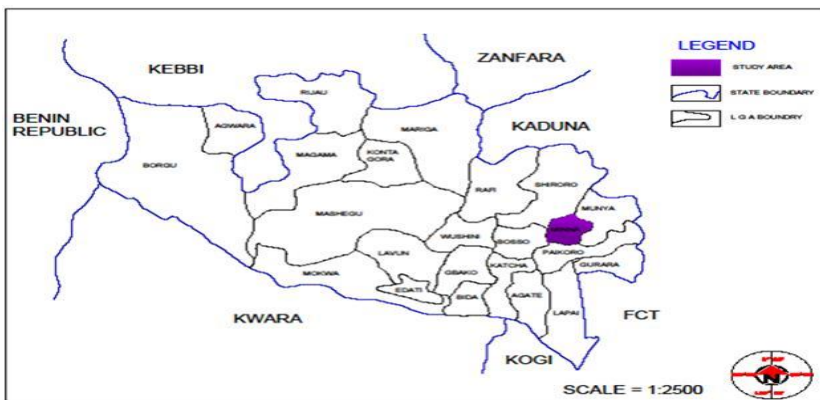 ZANFARA
LEGEND
KEBBI
STUDY AREA
RIJAU
STATE BOUNDARY
BENIN
REPUBLIC
AGWARA
MARIGA
KADUNA
L G A BOUNDRY
MAGAMA
KONTA
GORA
BORGU
RAFI
SHIRORO
MUNYA
MASHEGU
WUSHINI
BOSSO
PAIKORO
LAVUN
GBAKO
KATCHA
GURARA
MOKWA
EDATI
BIDA
AGATE
LAPAI
KWARA
FCT
KOGI
SCALE = 1:2500
N